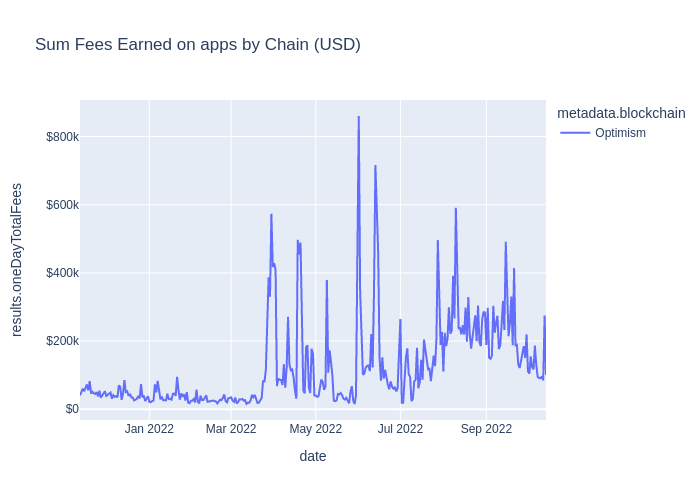 Sum Fees Earned on apps by Chain (USD)
metadata.blockchain
Optimism
results.oneDayTotalFees
$800k
$600k
$400k
$200k
$0
Jan 2022
Mar 2022
May 2022
Jul 2022
Sep 2022
date